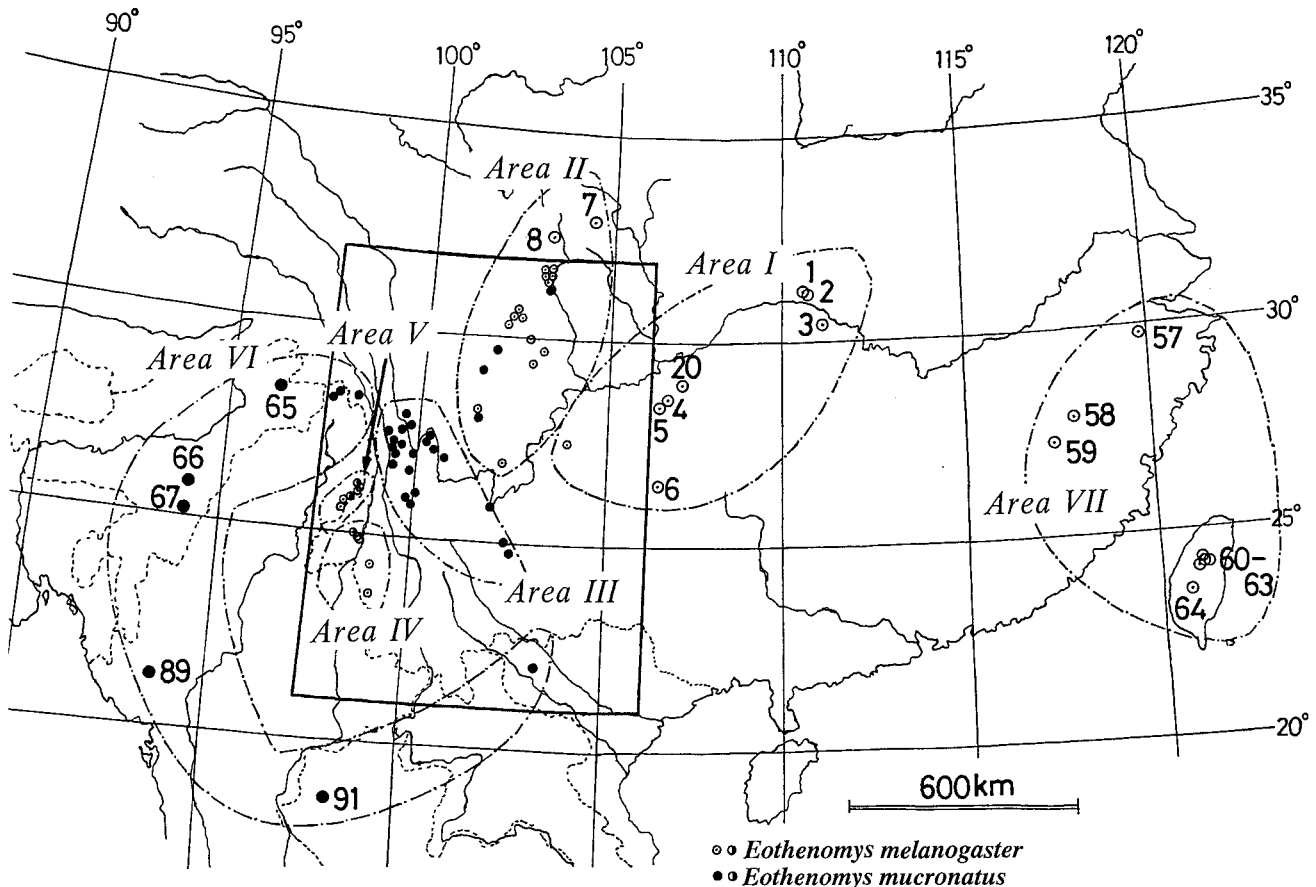 90° 95° 100° 105° 110° 115° 120°
35°
Area II
7
8
Area I
1
2
3
30°
57
Area V
Area VI
65
20
4
5
58
59
66
67
6
Area VII
25°
60–
63
64
Area III
Area IV
89
20°
91
600km
Eothenomys melanogaster
Eothenomys mucronatus